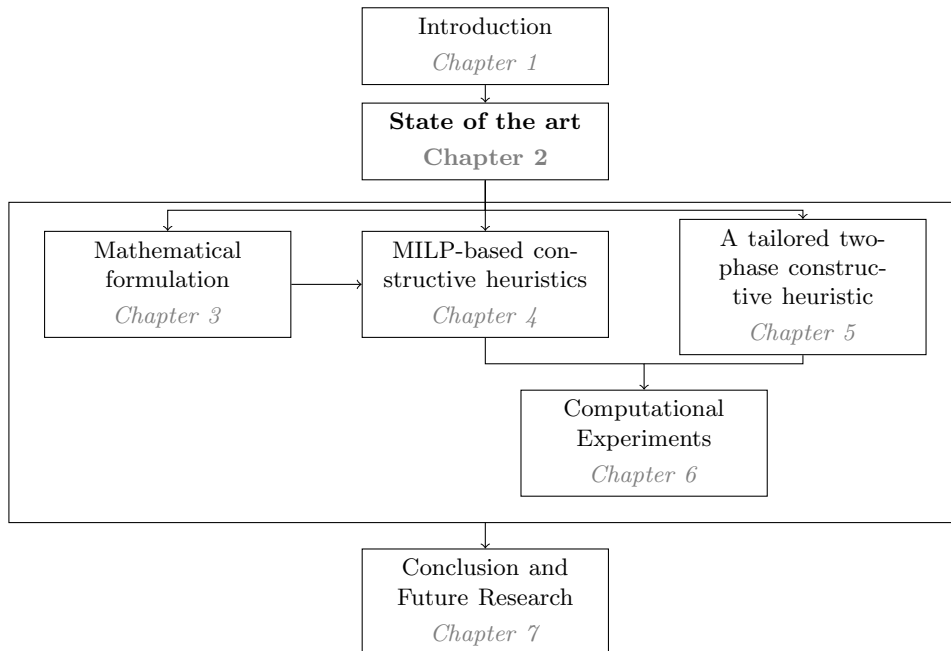 Introduction
Chapter 1
State of the art
Chapter 2
Mathematical
formulation
Chapter 3
MILP-based con-
structive heuristics
Chapter 4
A tailored two-
phase construc-
tive heuristic
Chapter 5
Computational
Experiments
Chapter 6
Conclusion and
Future Research
Chapter 7